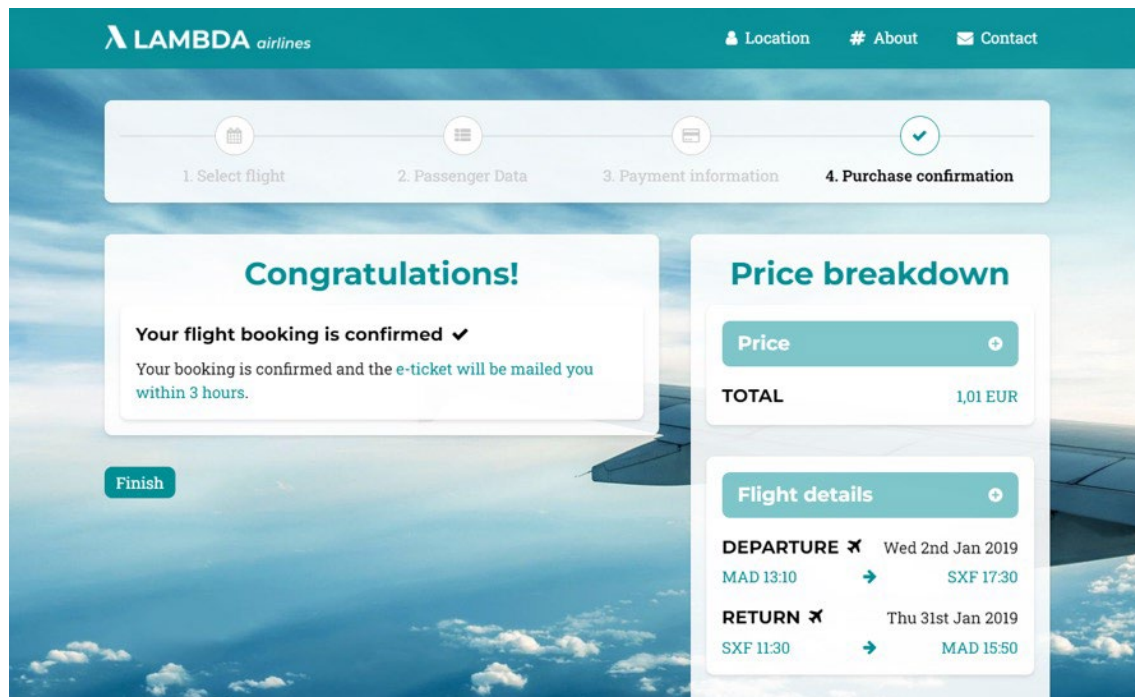 LAMBDA airlines
Location
# About
Contact
1. Select flight
2. Passenger Data
3. Payment information
4. Purchase confirmation
Congratulations!
Your flight booking is confirmed ✔
Your booking is confirmed and the e-ticket will be mailed you
within 3 hours.
Finish
Price breakdown
Price
TOTAL 1,01 EUR
Flight details
DEPARTURE Wed 2nd Jan 2019
MAD 13:10 → SXF 17:30
RETURN Thu 31st Jan 2019
SXF 11:30 → MAD 15:50